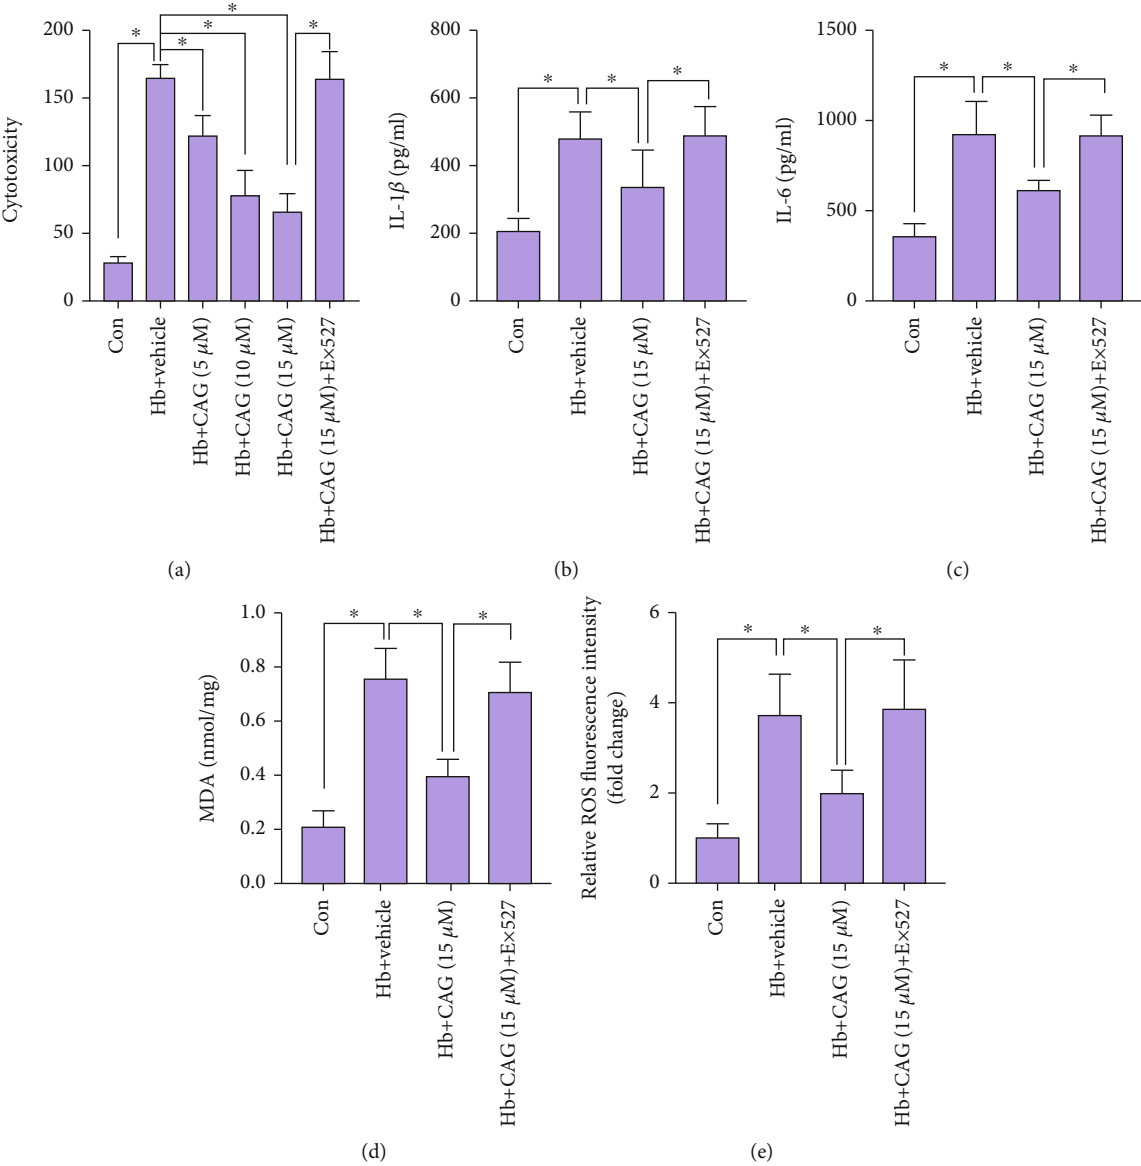 Cytotoxicity
200
150
100
50
0
*
*
*
*
*
Con
Hb+vehicle
Hb+CAG (5 μM)
Hb+CAG (10 μM)
Hb+CAG (15 μM)
Hb+CAG (15 μM)+E×527
(a)
IL-1β (pg/ml)
800
600
400
200
0
*
*
*
Con
Hb+vehicle
Hb+CAG (15 μM)
Hb+CAG (15 μM)+E×527
(b)
IL-6 (pg/ml)
1500
1000
500
0
*
*
*
Con
Hb+vehicle
Hb+CAG (15 μM)
Hb+CAG (15 μM)+E×527
(c)
MDA (nmol/mg)
1.0
0.8
0.6
0.4
0.2
0.0
*
*
*
Con
Hb+vehicle
Hb+CAG (15 μM)
Hb+CAG (15 μM)+E×527
(d)
Relative ROS fluorescence intensity
(fold change)
6
4
2
0
*
*
*
Con
Hb+vehicle
Hb+CAG (15 μM)
Hb+CAG (15 μM)+E×527
(e)